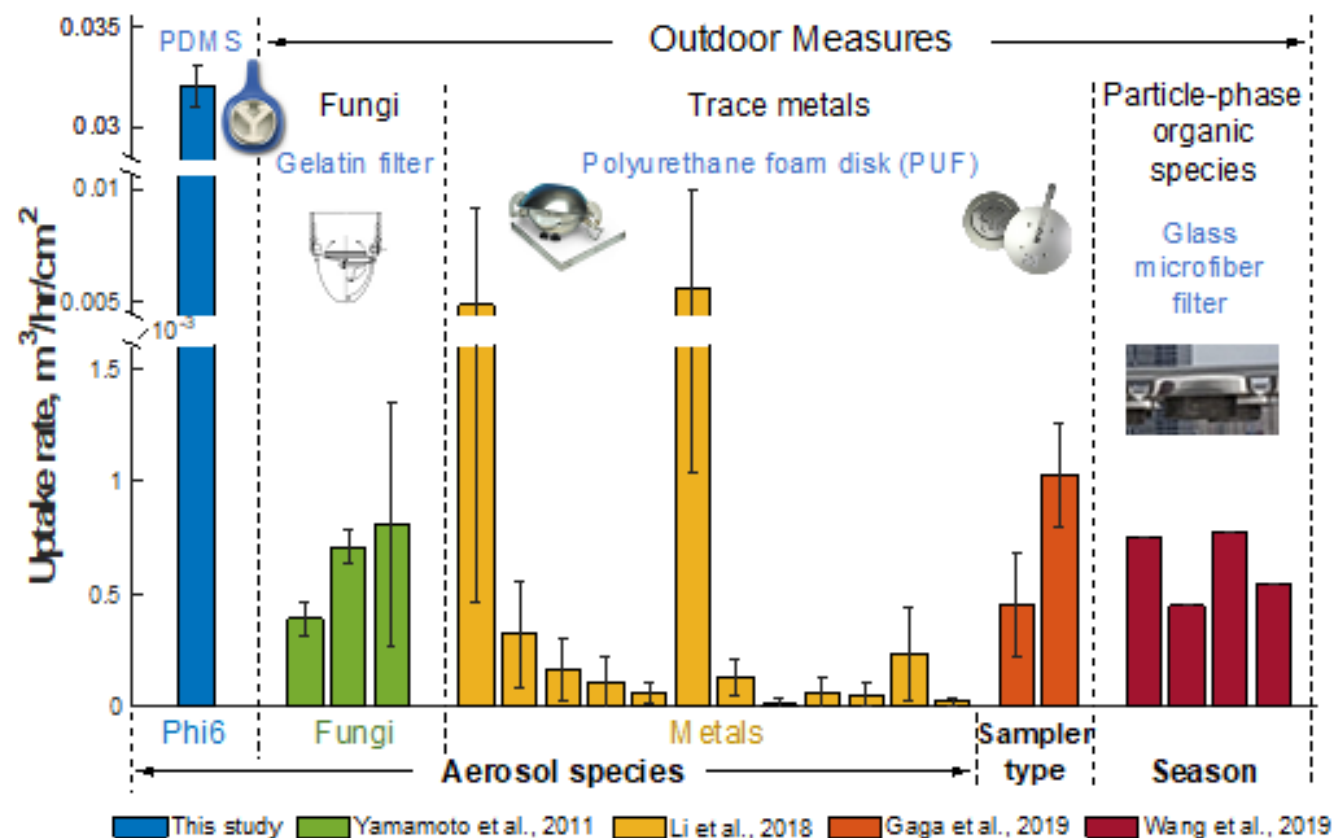 Uptake rate, m³/hr/cm²
0.035
0.03
0.01
0.005
10⁻³
1.5
1
0.5
0
PDMS
Outdoor Measures
Fungi
Gelatin filter
Trace metals
Polyurethane foam disk (PUF)
Particle-phase
organic
species
Glass
microfiber
filter
Phi6
Fungi
Metals
Sampler
type
Season
Aerosol species
This study
Yamamoto et al., 2011
Li et al., 2018
Gaga et al., 2019
Wang et al., 2019